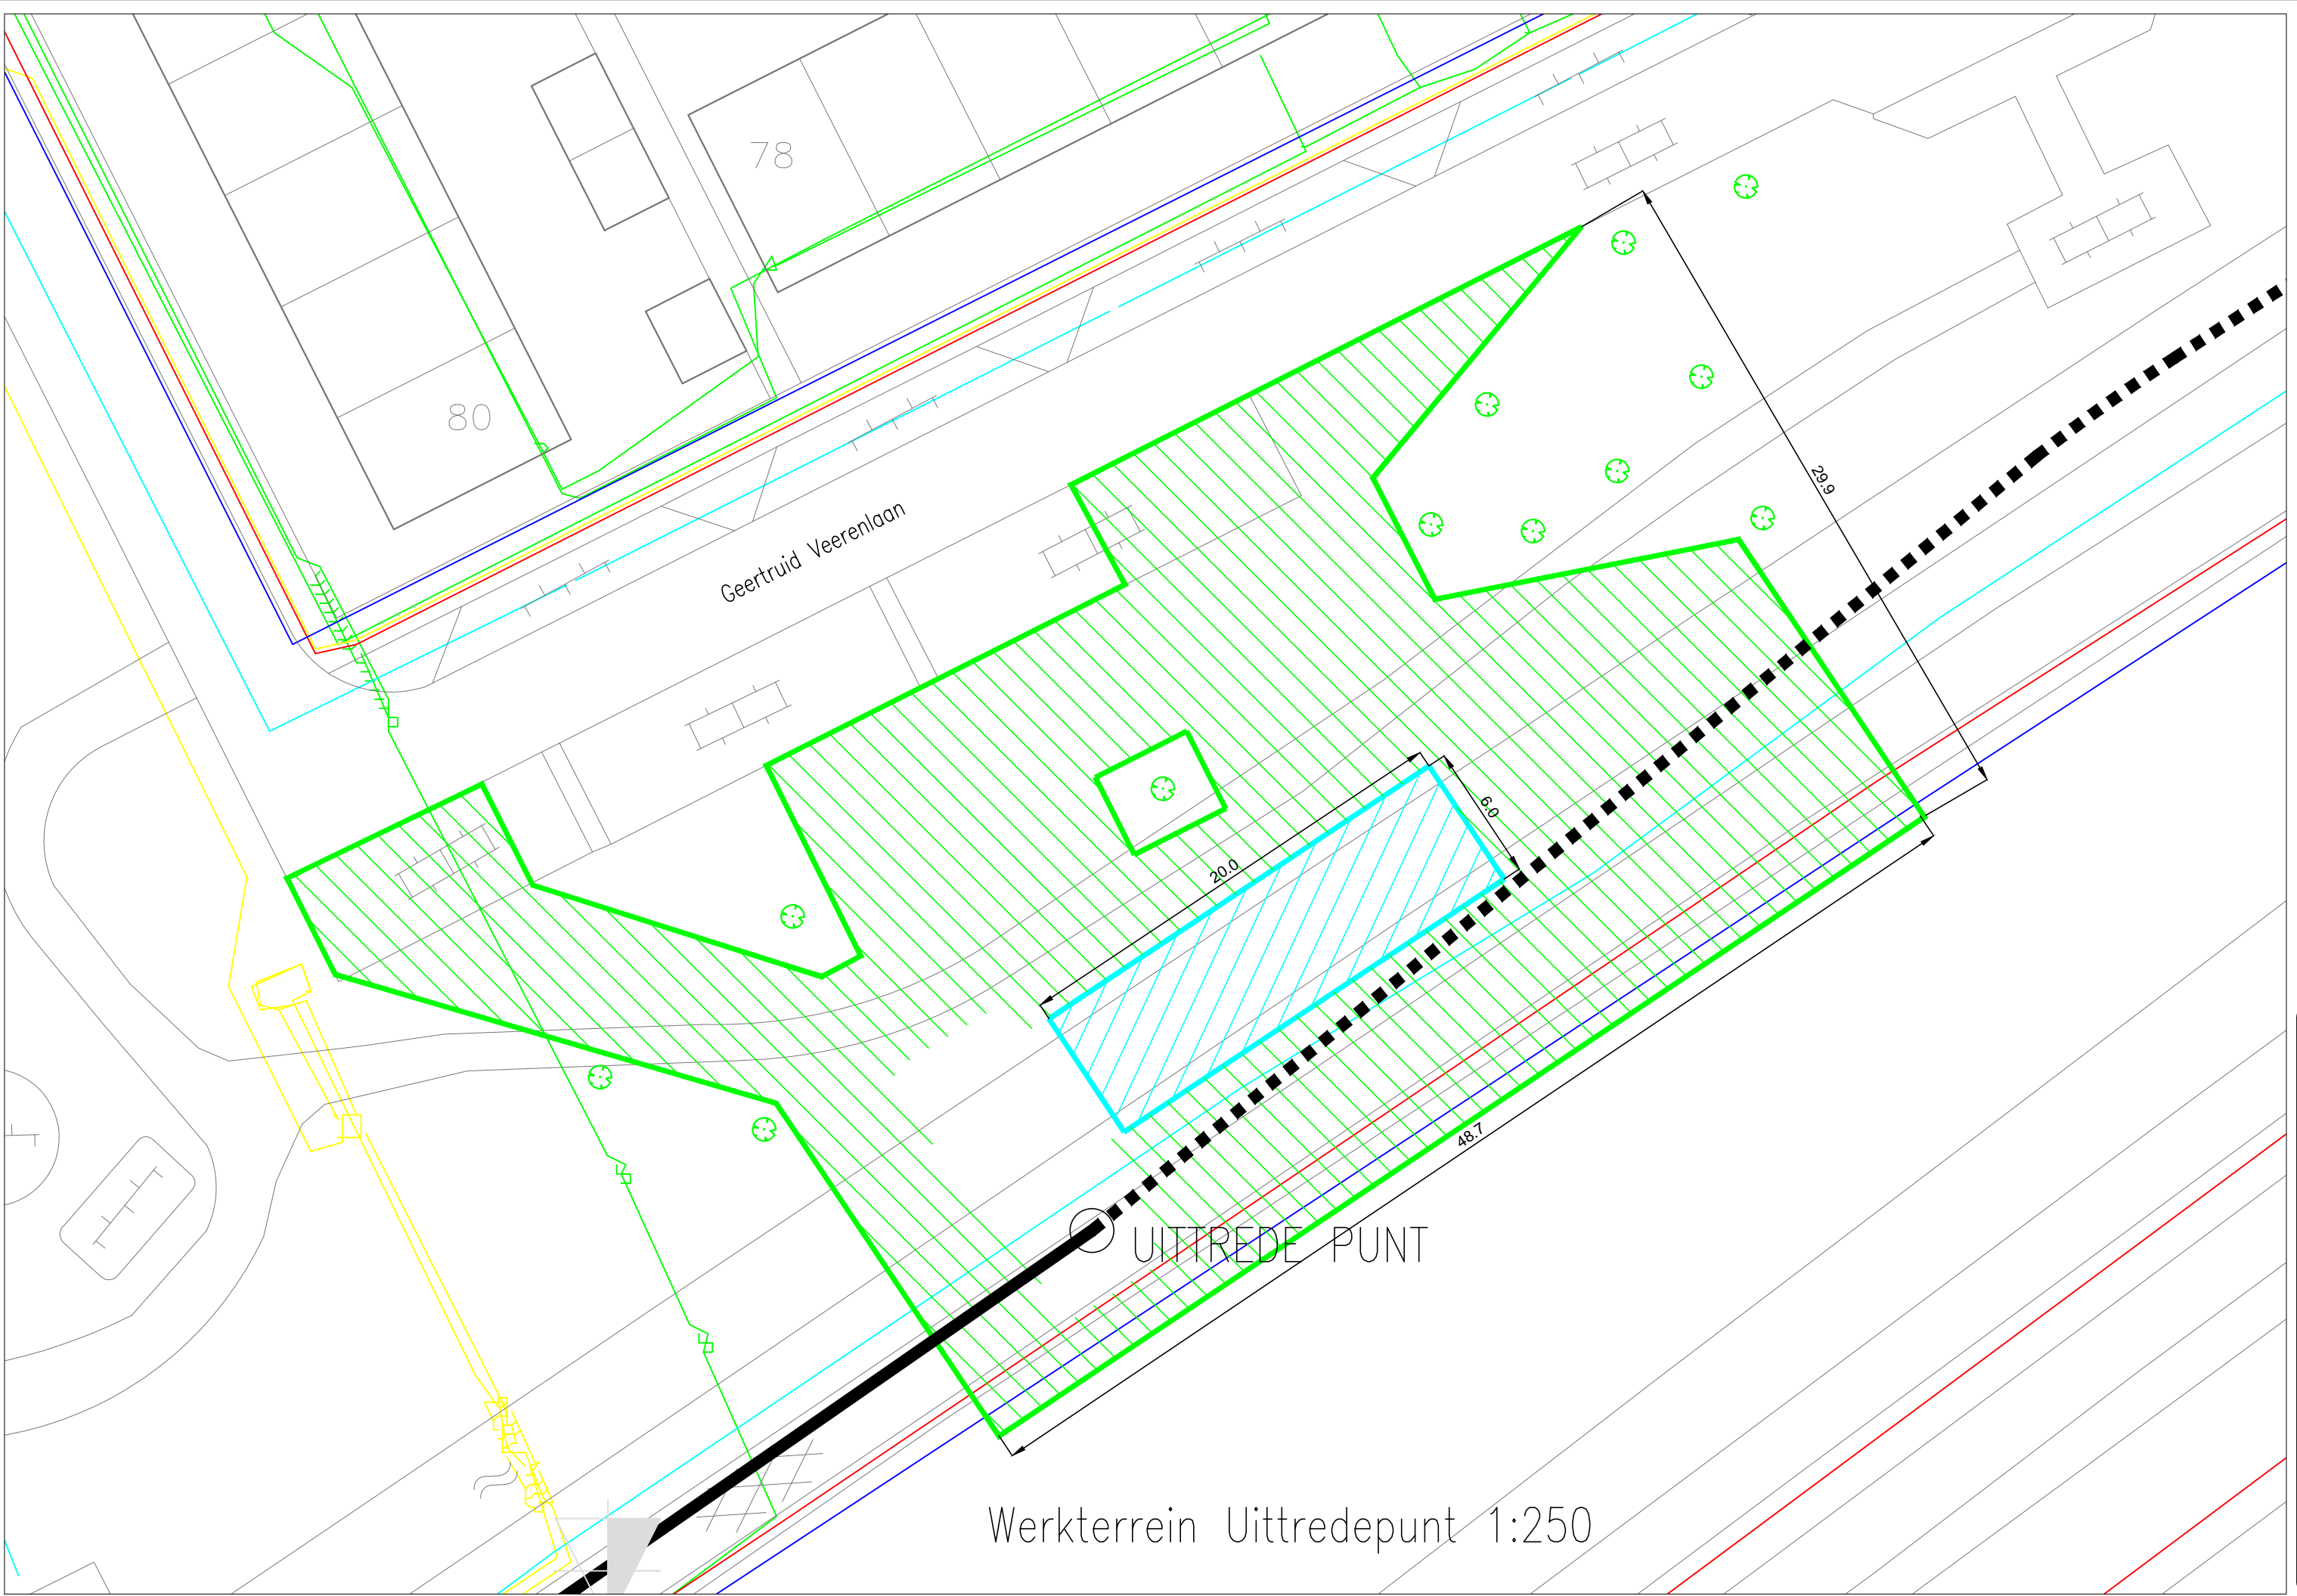 78
80
Geertruid Veerenlaan
29.9
6.0
20.0
48.7
UITTREDE PUNT
Werkterrein Uittredepunt 1:250